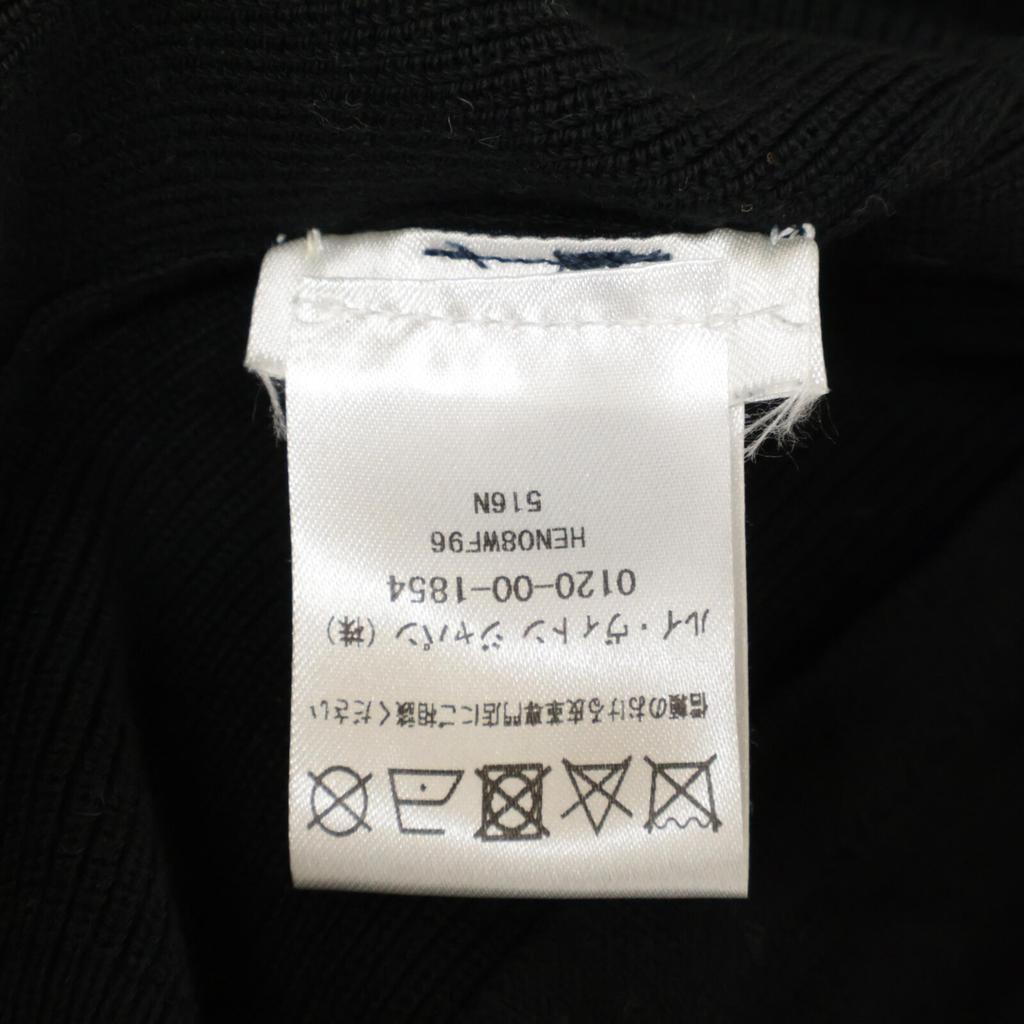 信頼のおける皮革専門店にご相談ください
ルイ・ヴィトン ジャパン (株)
0120-00-1854
HEN08WF96
516N